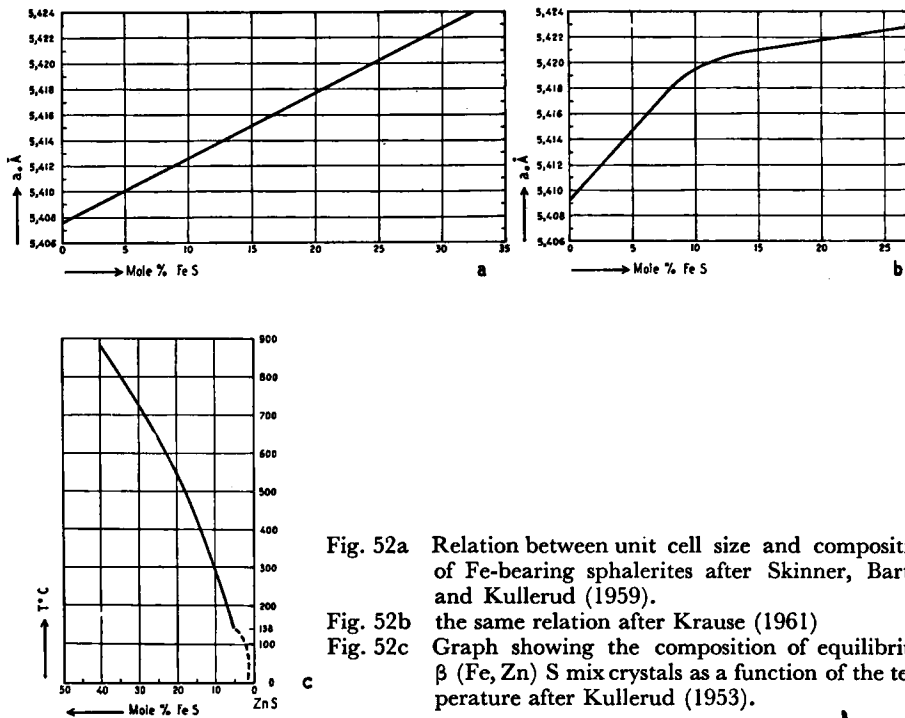 5,424
5,422
5,420
5,418
5,416
5,414
5,412
5,410
5,408
5,406
a. Å
0 5 10 15 20 25 30 35
Mole % Fe S
a
5,424
5,422
5,420
5,418
5,416
5,414
5,412
5,410
5,408
5,406
a. Å
0 5 10 15 20 25
Mole % Fe S
b
900
800
700
600
500
400
300
200
138
100
0
T°C
50 40 30 20 10 0
Zn S
Mole % Fe S
c
Fig. 52a Relation between unit cell size and compositi
of Fe-bearing sphalerites after Skinner, Bart
and Kullerud (1959).
Fig. 52b the same relation after Krause (1961)
Fig. 52c Graph showing the composition of equilibri
β (Fe, Zn) S mix crystals as a function of the te
perature after Kullerud (1953).